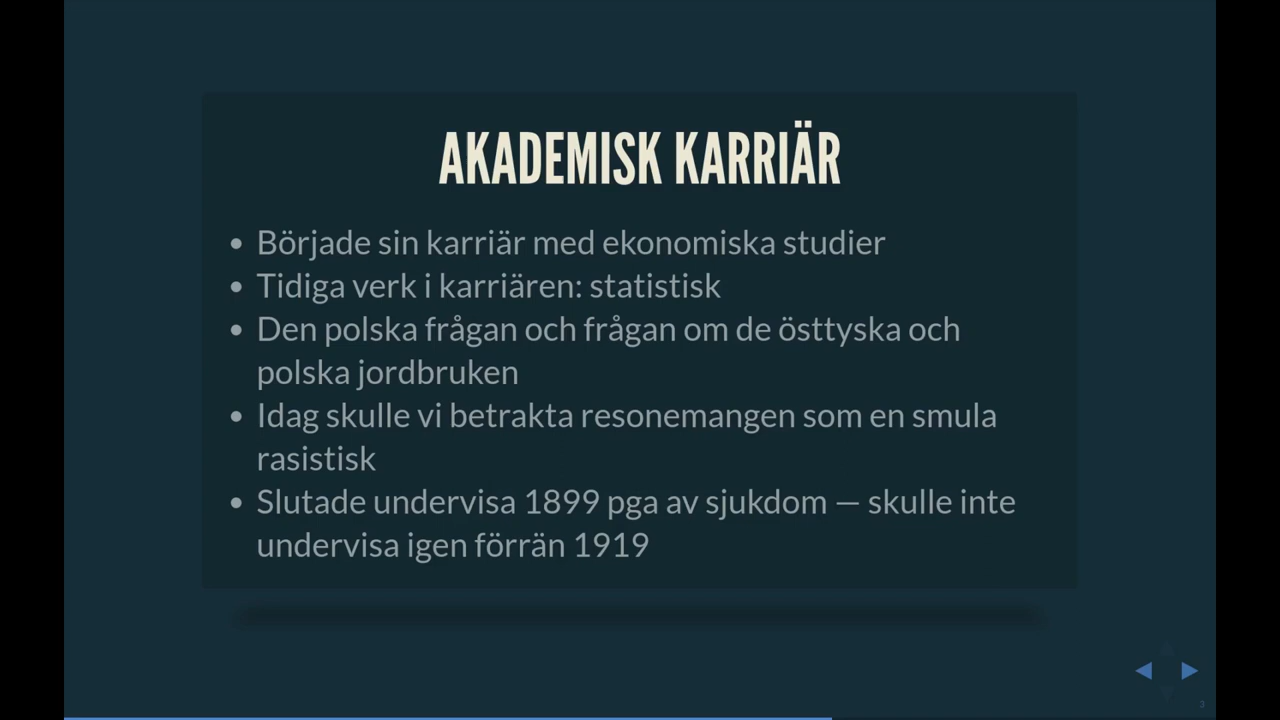 AKADEMISK KARRIÄR
• Började sin karriär med ekonomiska studier
• Tidiga verk i karriären: statistisk
• Den polska frågan och frågan om de östtyska och
polska jordbruken
• Idag skulle vi betrakta resonemangen som en smula
rasistisk
• Slutade undervisa 1899 pga av sjukdom — skulle inte
undervisa igen förrän 1919
3